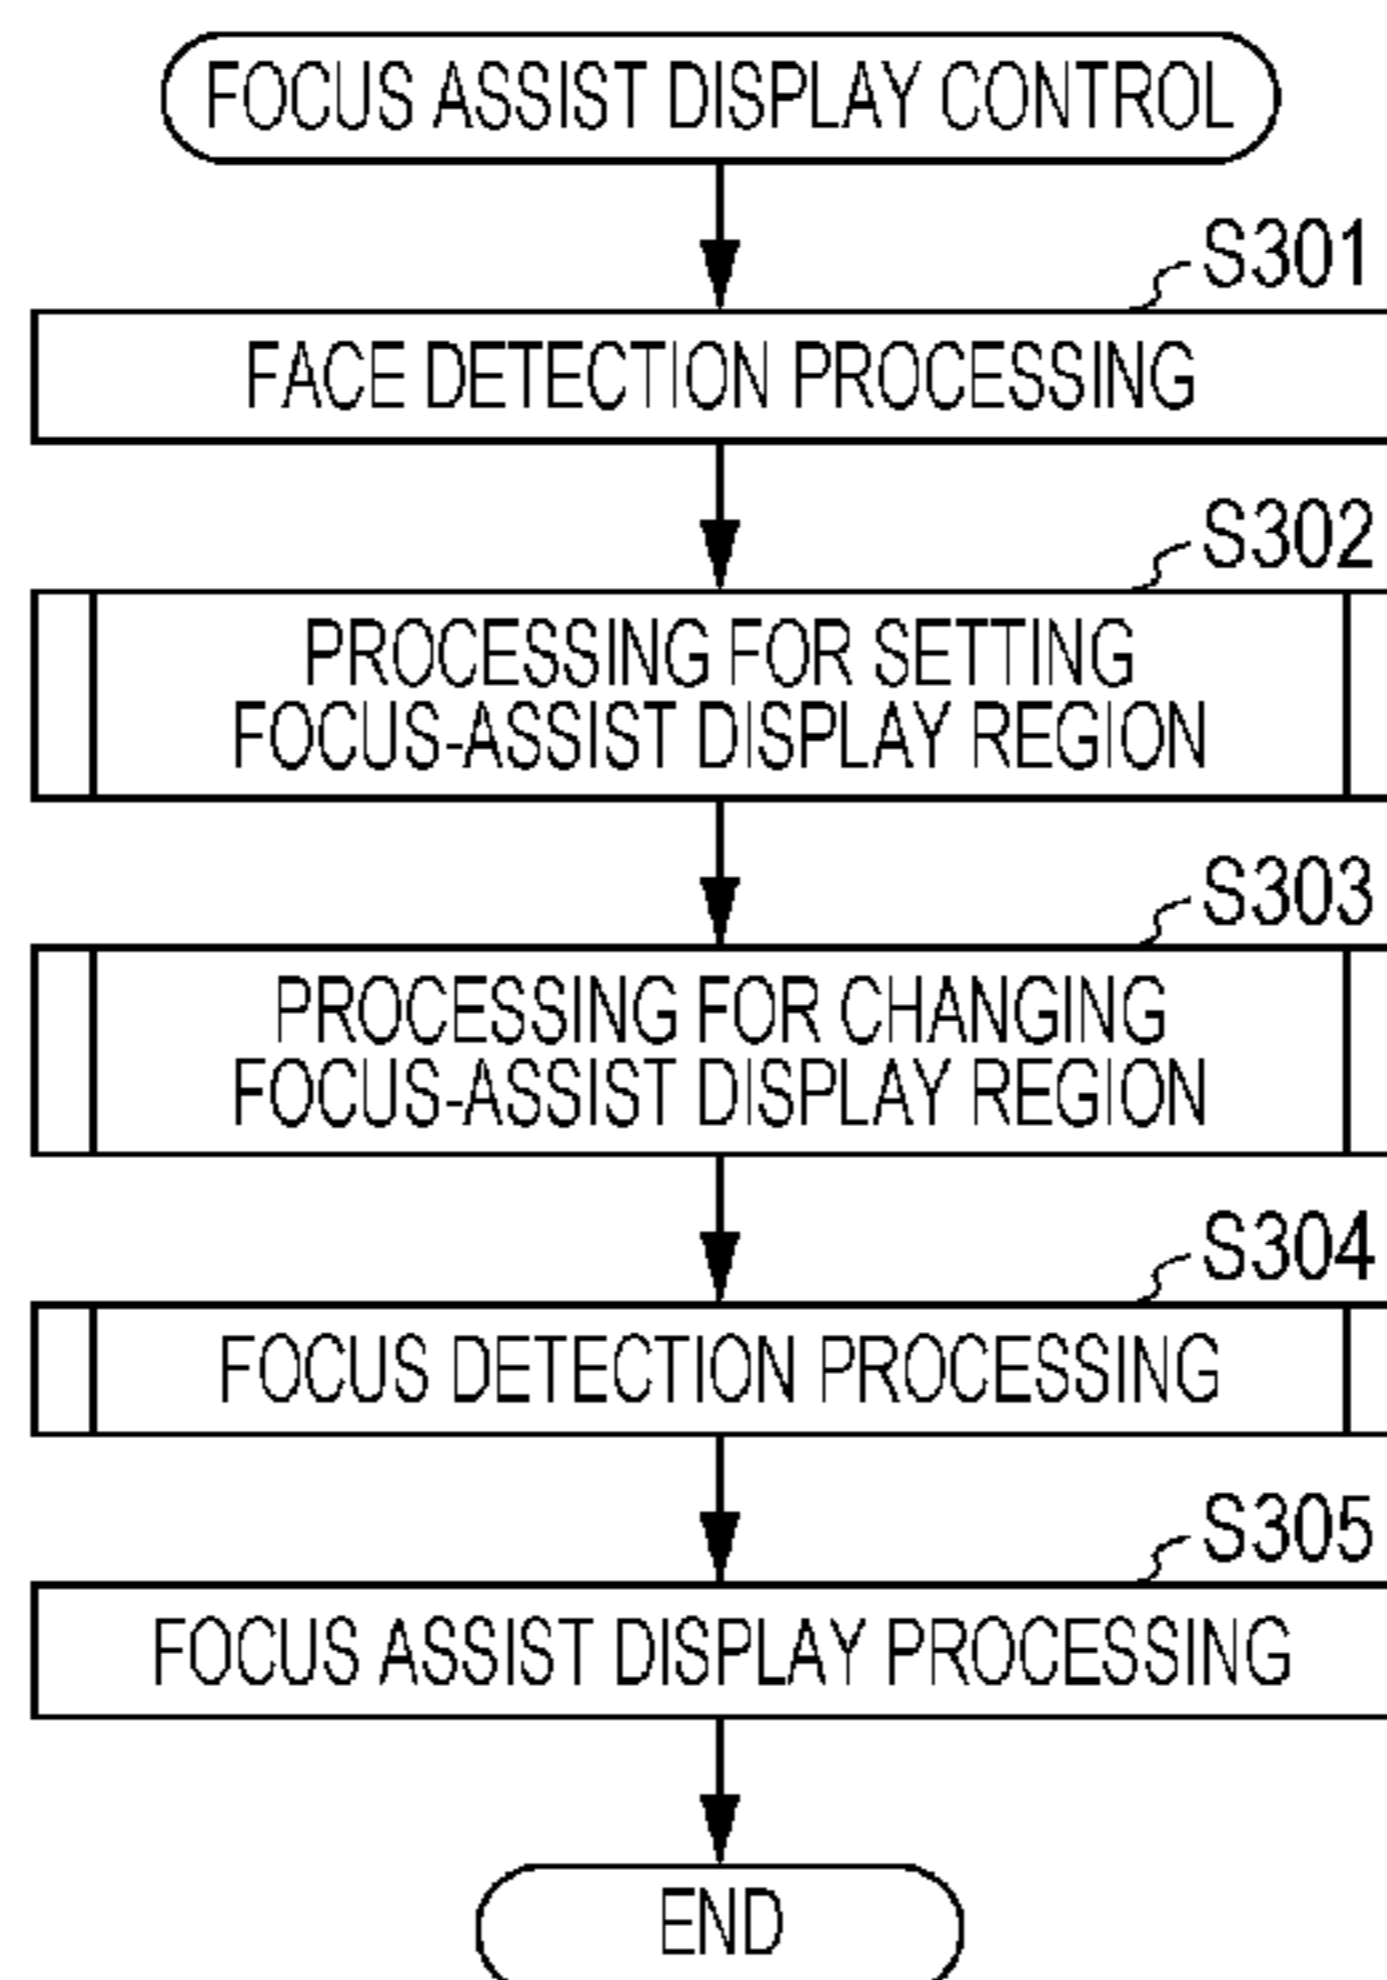 FOCUS ASSIST DISPLAY CONTROL
S301
FACE DETECTION PROCESSING
S302
PROCESSING FOR SETTING
FOCUS-ASSIST DISPLAY REGION
S303
PROCESSING FOR CHANGING
FOCUS-ASSIST DISPLAY REGION
S304
FOCUS DETECTION PROCESSING
S305
FOCUS ASSIST DISPLAY PROCESSING
END